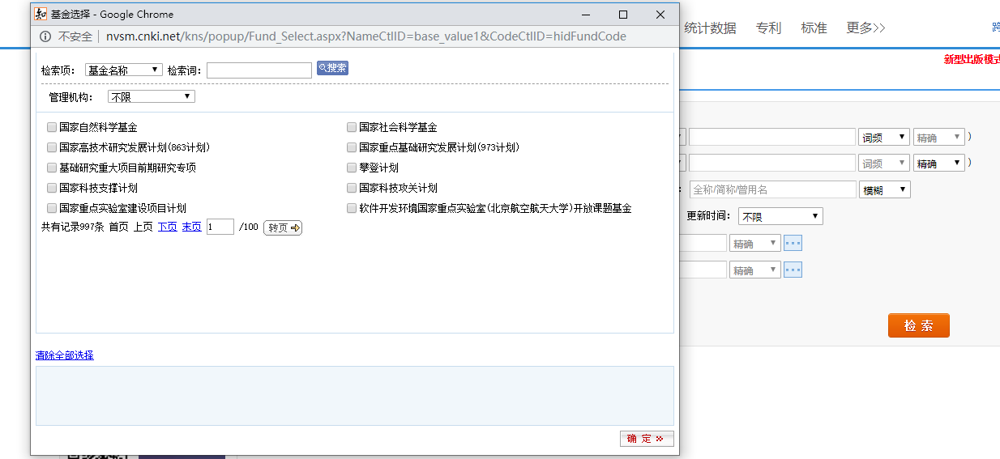 基金选择 - Google Chrome
不安全 | nvsm.cnki.net/kns/popup/Fund_Select.aspx?NameCtlID=base_value1&CodeCtlID=hidFundCode
检索项： 基金名称 检索词： 搜索
管理机构： 不限
国家自然科学基金 国家社会科学基金
国家高技术研究发展计划(863计划) 国家重点基础研究发展计划(973计划)
基础研究重大项目前期研究专项 攀登计划
国家科技支撑计划 国家科技攻关计划
国家重点实验室建设项目计划 软件开发环境国家重点实验室(北京航空航天大学)开放课题基金
共有记录997条 首页 上页 下页 末页 1 /100 转页
清除全部选择
确 定
统计数据 专利 标准 更多>> 跨
新型出版模式
词频 精确 )
词频 精确 )
: 全称/简称/曾用名 模糊
更新时间： 不限
精确
精确
检 索